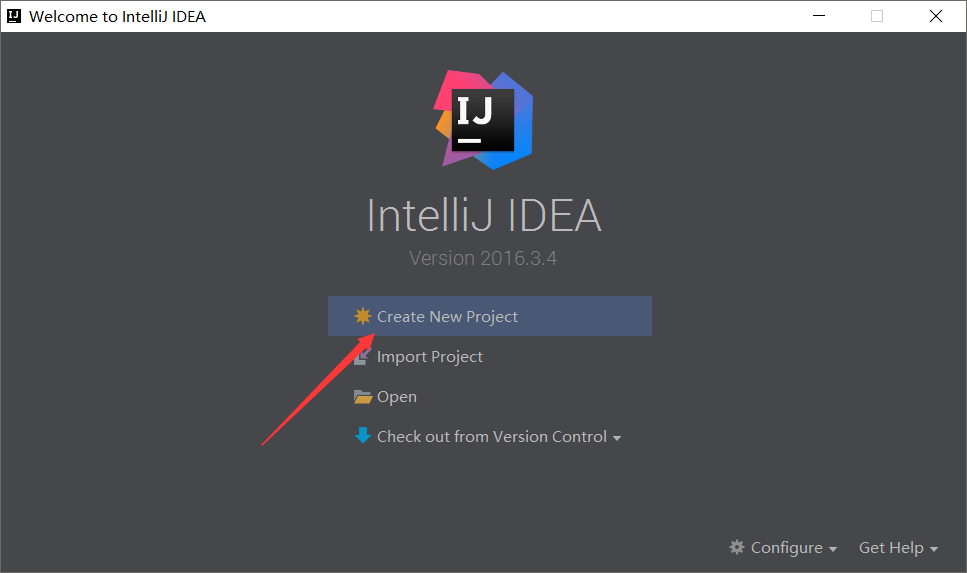 Welcome to IntelliJ IDEA
IJ
IntelliJ IDEA
Version 2016.3.4
Create New Project
Import Project
Open
Check out from Version Control
Configure
Get Help